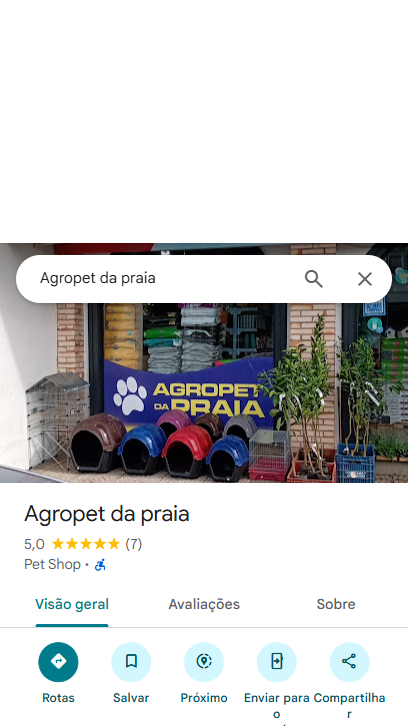 Agropet da praia
AGROPET
DA PRAIA
Agropet da praia
5,0 (7)
Pet Shop ·
Visão geral Avaliações Sobre
Rotas Salvar Próximo Enviar para o Compartilhar